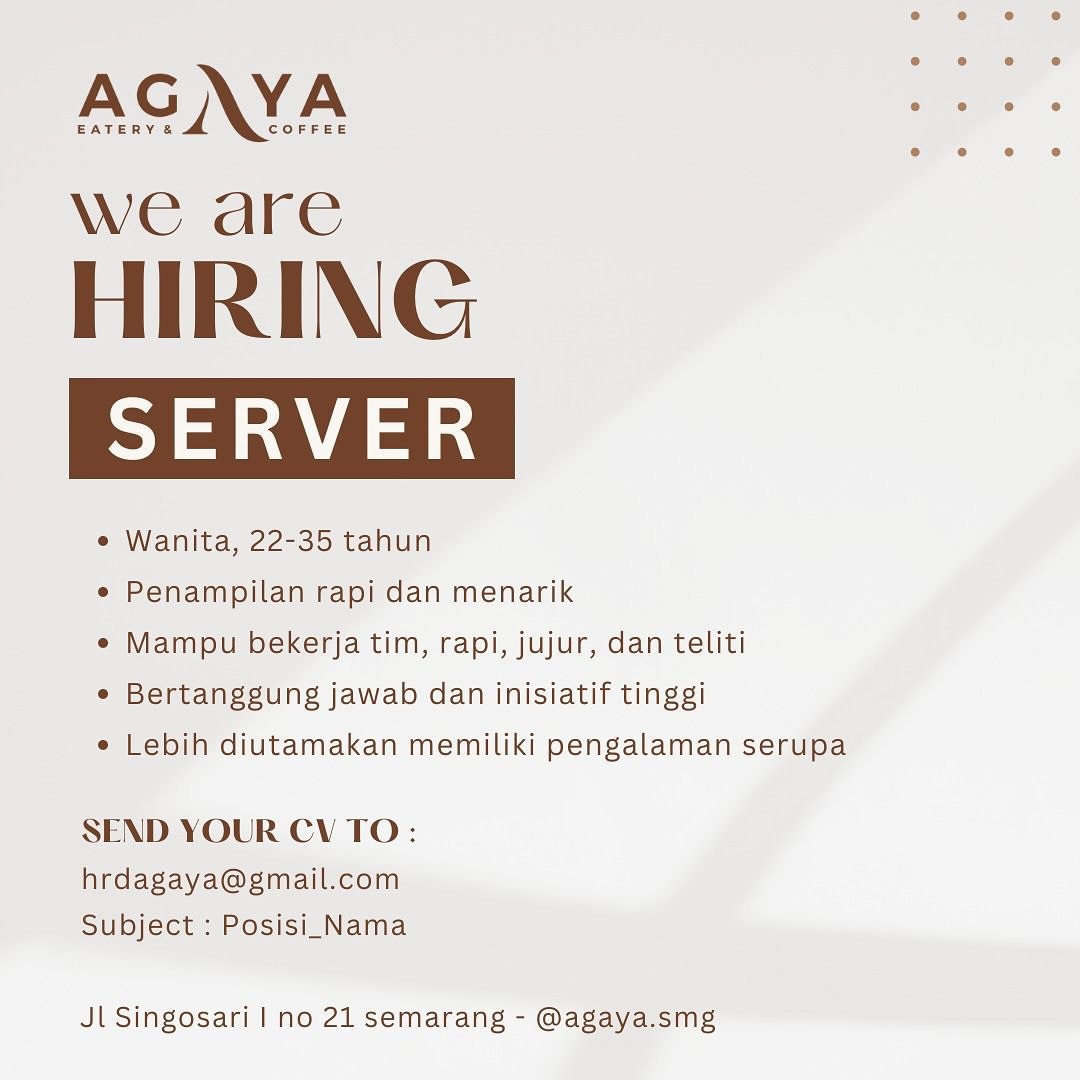 AGAYA
EATERY & COFFEE
we are
HIRING
SERVER
• Wanita, 22-35 tahun
• Penampilan rapi dan menarik
• Mampu bekerja tim, rapi, jujur, dan teliti
• Bertanggung jawab dan inisiatif tinggi
• Lebih diutamakan memiliki pengalaman serupa
SEND YOUR CV TO :
hrdagaya@gmail.com
Subject : Posisi_Nama
Jl Singosari I no 21 semarang - @agaya.smg